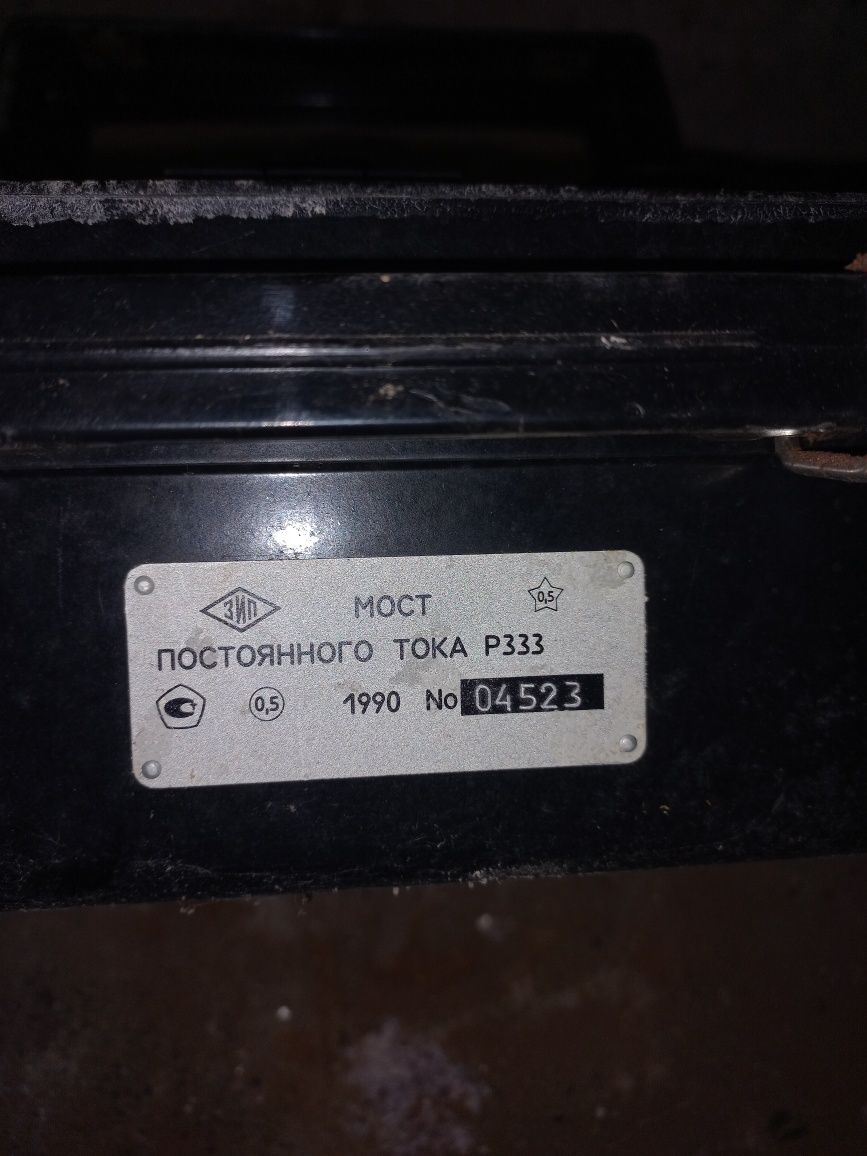 ЗИП МОСТ 0,5
ПОСТОЯННОГО ТОКА Р333
0,5 1990 No 04523